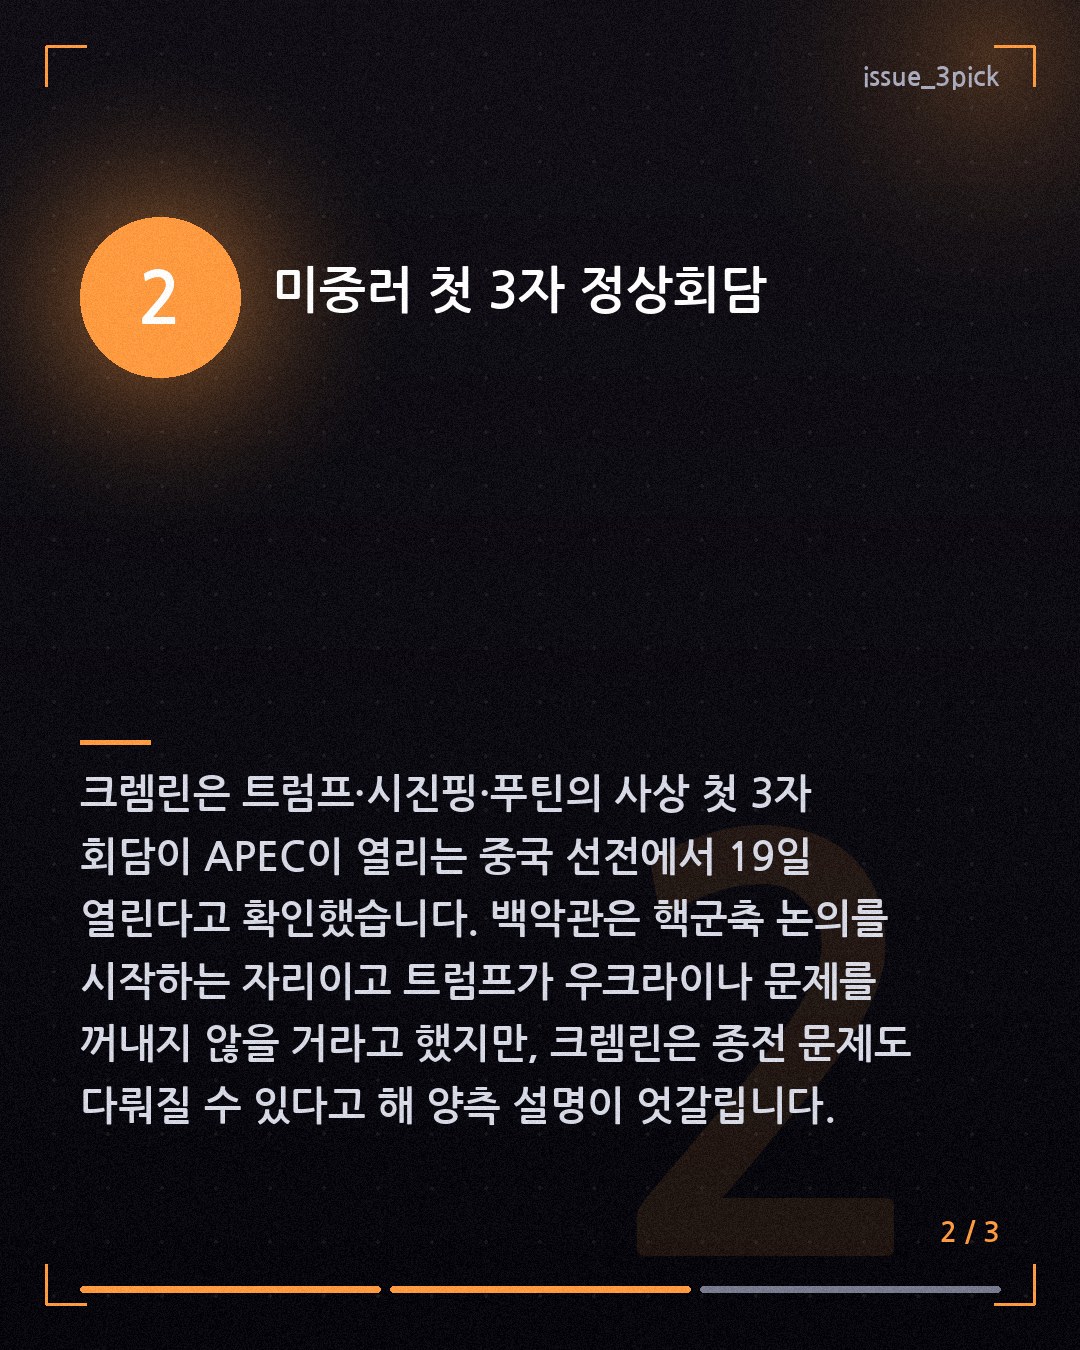 issue_3pick
2
미중러 첫 3자 정상회담
크렘린은 트럼프·시진핑·푸틴의 사상 첫 3자
회담이 APEC이 열리는 중국 선전에서 19일
열린다고 확인했습니다. 백악관은 핵군축 논의를
시작하는 자리이고 트럼프가 우크라이나 문제를
꺼내지 않을 거라고 했지만, 크렘린은 종전 문제도
다뤄질 수 있다고 해 양측 설명이 엇갈립니다.
2
2 / 3